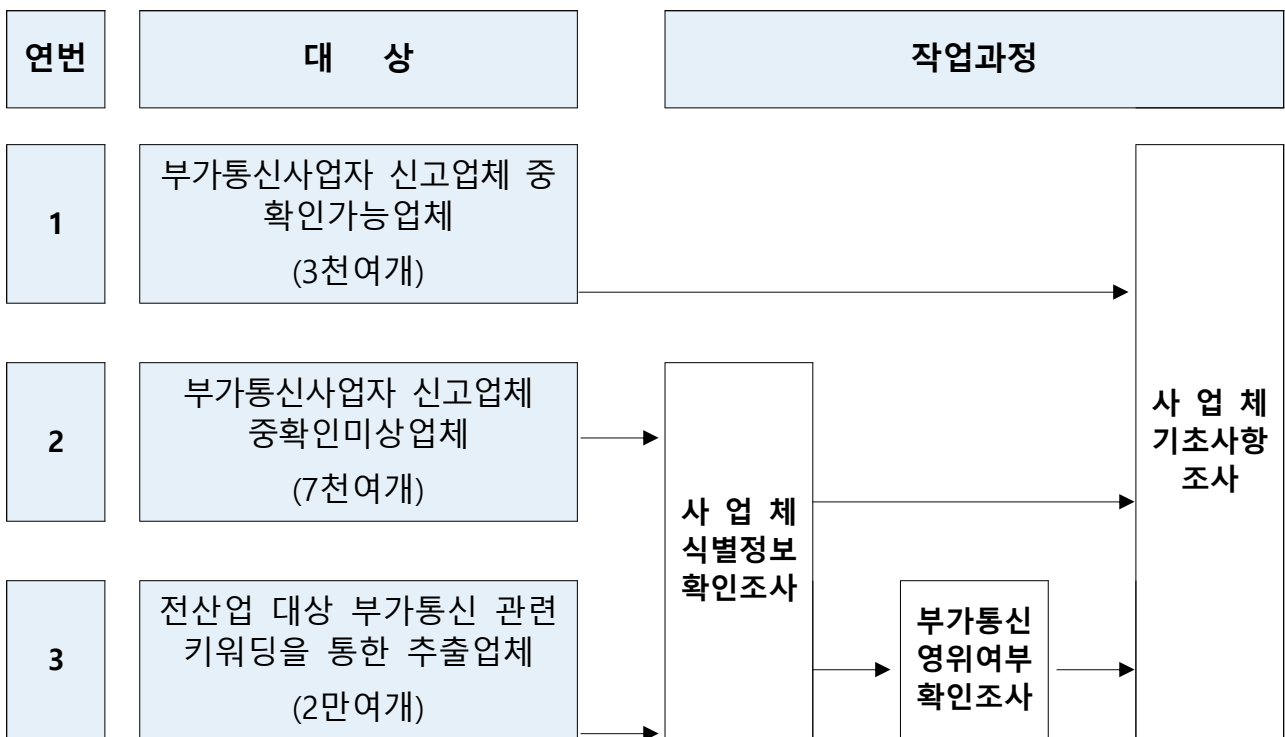 연번
대 상
작업과정
1
부가통신사업자 신고업체 중
확인가능업체
(3천여개)
2
부가통신사업자 신고업체
중확인미상업체
(7천여개)
3
전산업 대상 부가통신 관련
키워딩을 통한 추출업체
(2만여개)
사 업 체
식별정보
확인조사
부가통신
영위여부
확인조사
사 업 체
기초사항
조사